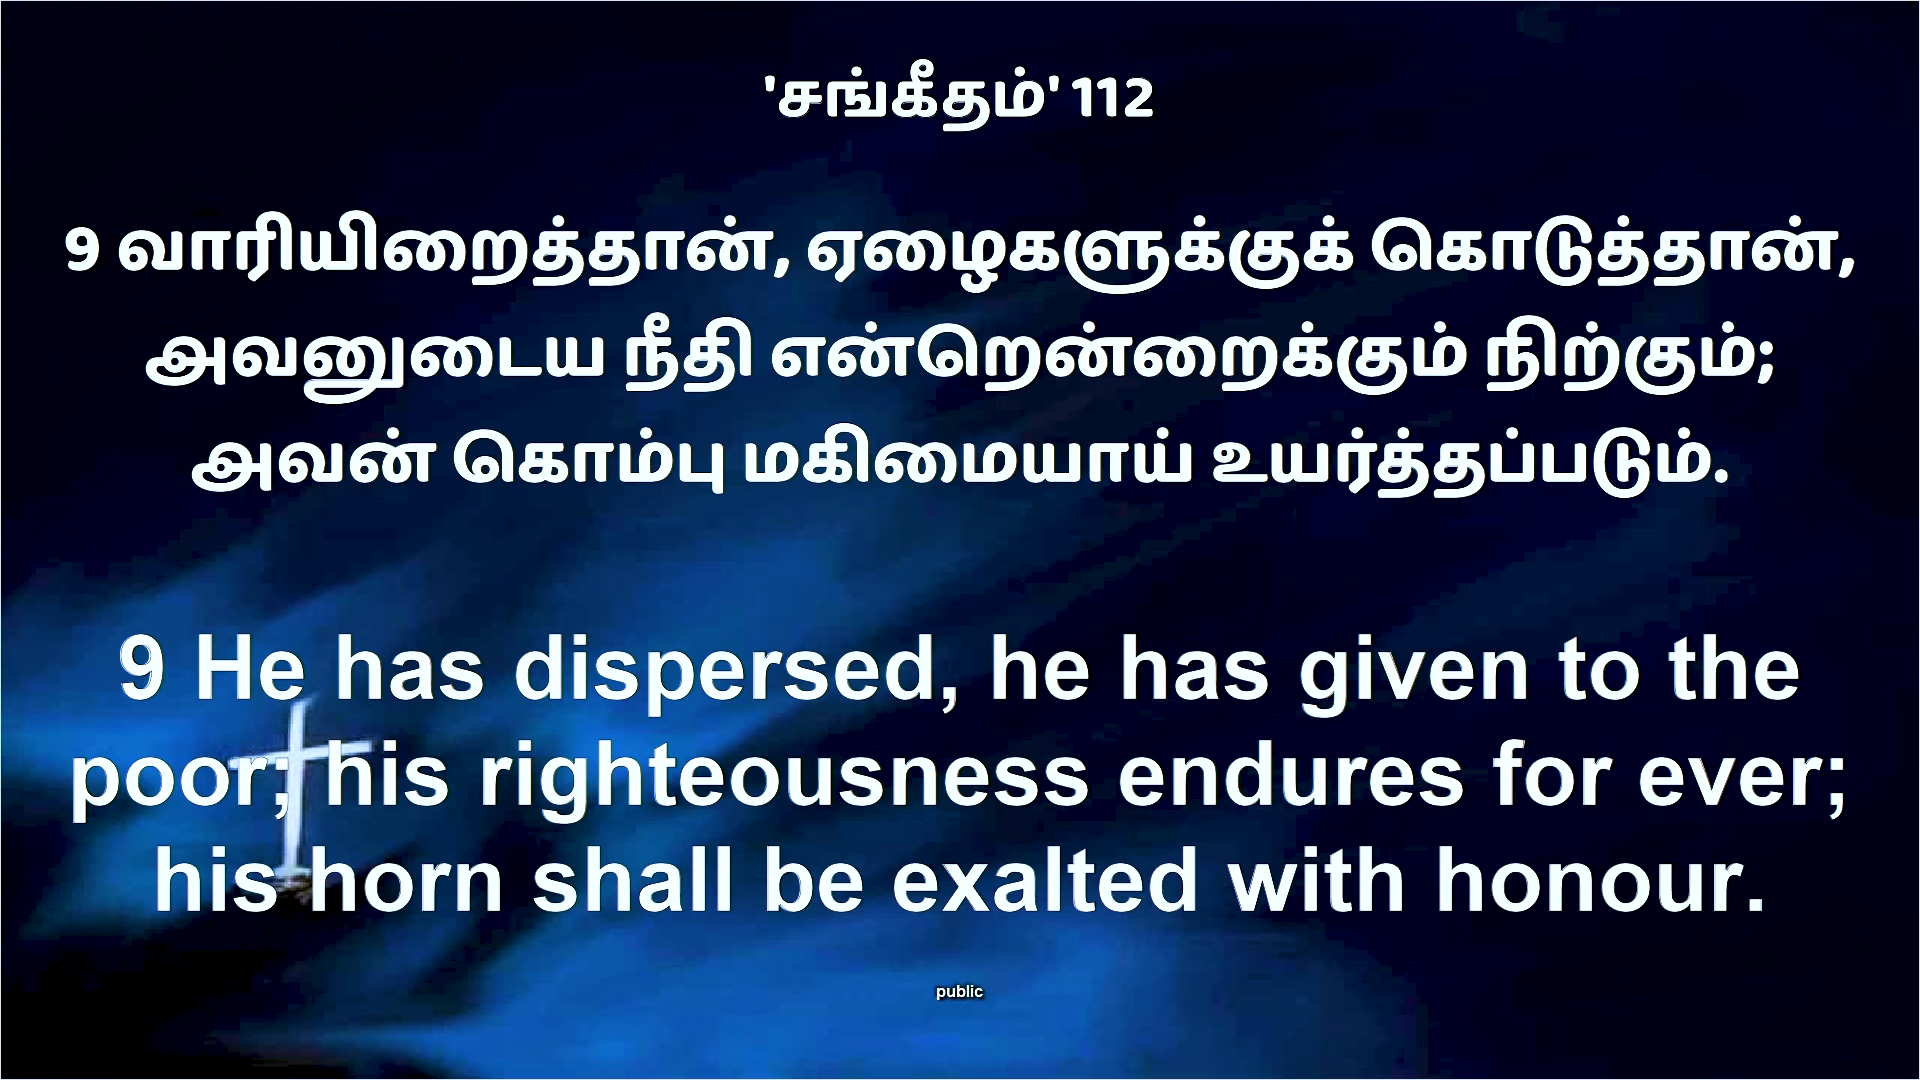 'சங்கீதம்' 112
9 வாரியிறைத்தான், ஏழைகளுக்குக் கொடுத்தான்,
அவனுடைய நீதி என்றென்றைக்கும் நிற்கும்;
அவன் கொம்பு மகிமையாய் உயர்த்தப்படும்.
9 He has dispersed, he has given to the
poor; his righteousness endures for ever;
his horn shall be exalted with honour.
public